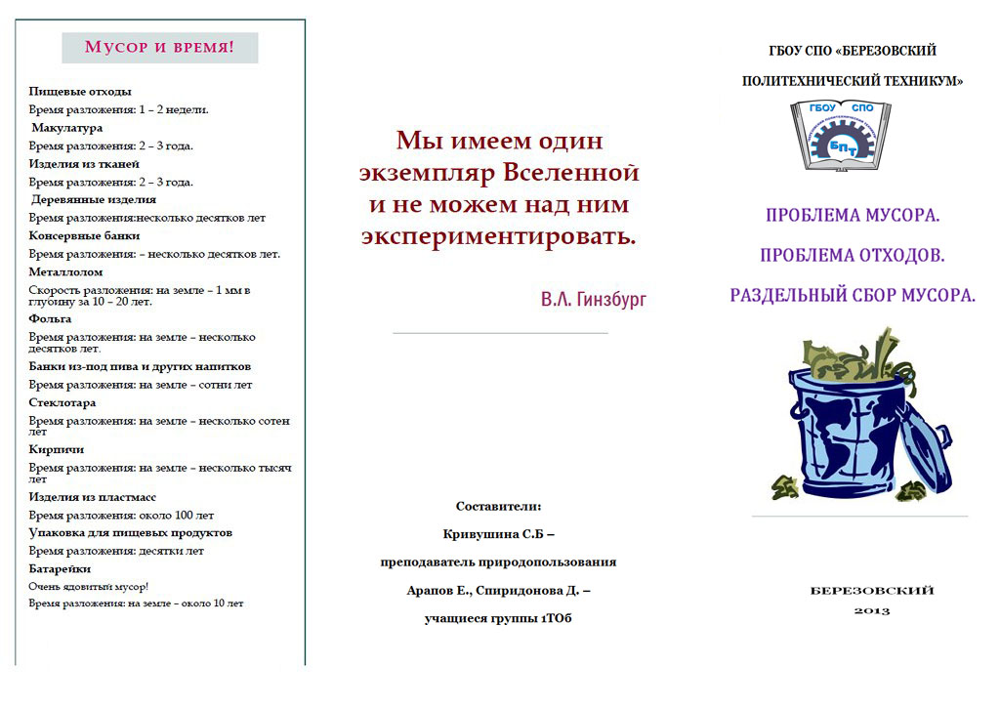 Мусор и время!
Пищевые отходы
Время разложения: 1 – 2 недели.
Макулатура
Время разложения: 2 – 3 года.
Изделия из тканей
Время разложения: 2 – 3 года.
Деревянные изделия
Время разложения:несколько десятков лет
Консервные банки
Время разложения: – несколько десятков лет.
Металлолом
Скорость разложения: на земле – 1 мм в
глубину за 10 – 20 лет.
Фольга
Время разложения: на земле – несколько
десятков лет.
Банки из-под пива и других напитков
Время разложения: на земле – сотни лет
Стеклотара
Время разложения: на земле – несколько сотен
лет
Кирпичи
Время разложения: на земле – несколько тысяч
лет
Изделия из пластмасс
Время разложения: около 100 лет
Упаковка для пищевых продуктов
Время разложения: десятки лет
Батарейки
Очень ядовитый мусор!
Время разложения: на земле – около 10 лет
Мы имеем один
экземпляр Вселенной
и не можем над ним
экспериментировать.
В.Л. Гинзбург
Составители:
Кривушина С.Б –
преподаватель природопользования
Арапов Е., Спиридонова Д. –
учащиеся группы 1ТОб
ГБОУ СПО «БЕРЕЗОВСКИЙ
ПОЛИТЕХНИЧЕСКИЙ ТЕХНИКУМ»
ГБОУ СПО
БПТ
ПРОБЛЕМА МУСОРА.
ПРОБЛЕМА ОТХОДОВ.
РАЗДЕЛЬНЫЙ СБОР МУСОРА.
БЕРЕЗОВСКИЙ
2013